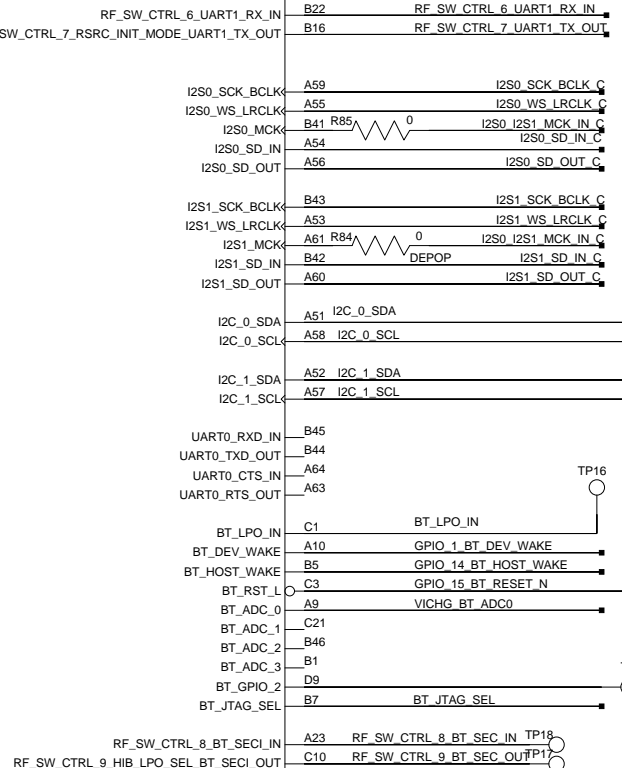 RF_SW_CTRL_6_UART1_RX_IN B22 RF_SW_CTRL_6_UART1_RX_IN
SW_CTRL_7_RSRC_INIT_MODE_UART1_TX_OUT B16 RF_SW_CTRL_7_UART1_TX_OUT
I2S0_SCK_BCLK A59 I2S0_SCK_BCLK_C
I2S0_WS_LRCLK A55 I2S0_WS_LRCLK_C
I2S0_MCK B41 R85 0 I2S0_I2S1_MCK_IN_C
I2S0_SD_IN A54 I2S0_SD_IN_C
I2S0_SD_OUT A56 I2S0_SD_OUT_C
I2S1_SCK_BCLK B43 I2S1_SCK_BCLK_C
I2S1_WS_LRCLK A53 I2S1_WS_LRCLK_C
I2S1_MCK A61 R84 0 I2S0_I2S1_MCK_IN_C
I2S1_SD_IN B42 DEPOP I2S1_SD_IN_C
I2S1_SD_OUT A60 I2S1_SD_OUT_C
I2C_0_SDA A51 I2C_0_SDA
I2C_0_SCL A58 I2C_0_SCL
I2C_1_SDA A52 I2C_1_SDA
I2C_1_SCL A57 I2C_1_SCL
UART0_RXD_IN B45
UART0_TXD_OUT B44
UART0_CTS_IN A64
UART0_RTS_OUT A63
TP16
BT_LPO_IN C1 BT_LPO_IN
BT_DEV_WAKE A10 GPIO_1_BT_DEV_WAKE
BT_HOST_WAKE B5 GPIO_14_BT_HOST_WAKE
BT_RST_L C3 GPIO_15_BT_RESET_N
BT_ADC_0 A9 VICHG_BT_ADC0
BT_ADC_1 C21
BT_ADC_2 B46
BT_ADC_3 B1
BT_GPIO_2 D9
BT_JTAG_SEL B7 BT_JTAG_SEL
RF_SW_CTRL_8_BT_SECI_IN A23 RF_SW_CTRL_8_BT_SEC_IN TP18
RF_SW_CTRL_9_HIB_LPO_SEL_BT_SECI_OUT C10 RF_SW_CTRL_9_BT_SEC_OUT TP17